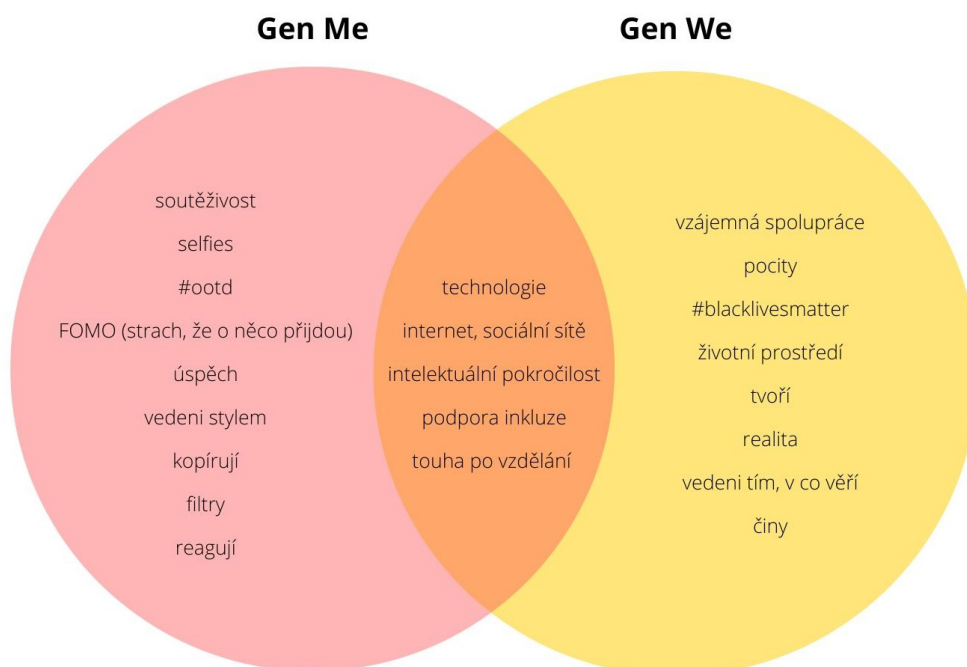 Gen Me
Gen We
soutěživost
selfies
#ootd
FOMO (strach, že o něco přijdou)
úspěch
vedeni stylem
kopírují
filtry
reagují
technologie
internet, sociální sítě
intelektuální pokročilost
podpora inkluze
touha po vzdělání
vzájemná spolupráce
pocity
#blacklivesmatter
životní prostředí
tvoří
realita
vedeni tím, v co věří
činy